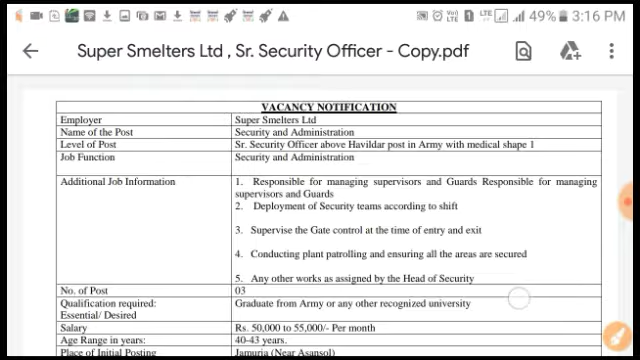 49% 3:16 PM
Super Smelters Ltd , Sr. Security Officer - Copy.pdf
VACANCY NOTIFICATION
Employer Super Smelters Ltd
Name of the Post Security and Administration
Level of Post Sr. Security Officer above Havildar post in Army with medical shape 1
Job Function Security and Administration
Additional Job Information 1. Responsible for managing supervisors and Guards Responsible for managing
supervisors and Guards
2. Deployment of Security teams according to shift
3. Supervise the Gate control at the time of entry and exit
4. Conducting plant patrolling and ensuring all the areas are secured
5. Any other works as assigned by the Head of Security
No. of Post 03
Qualification required: Graduate from Army or any other recognized university
Essential/ Desired
Salary Rs. 50,000 to 55,000/- Per month
Age Range in years: 40-43 years.
Place of Initial Posting Jamuria (Near Asansol)